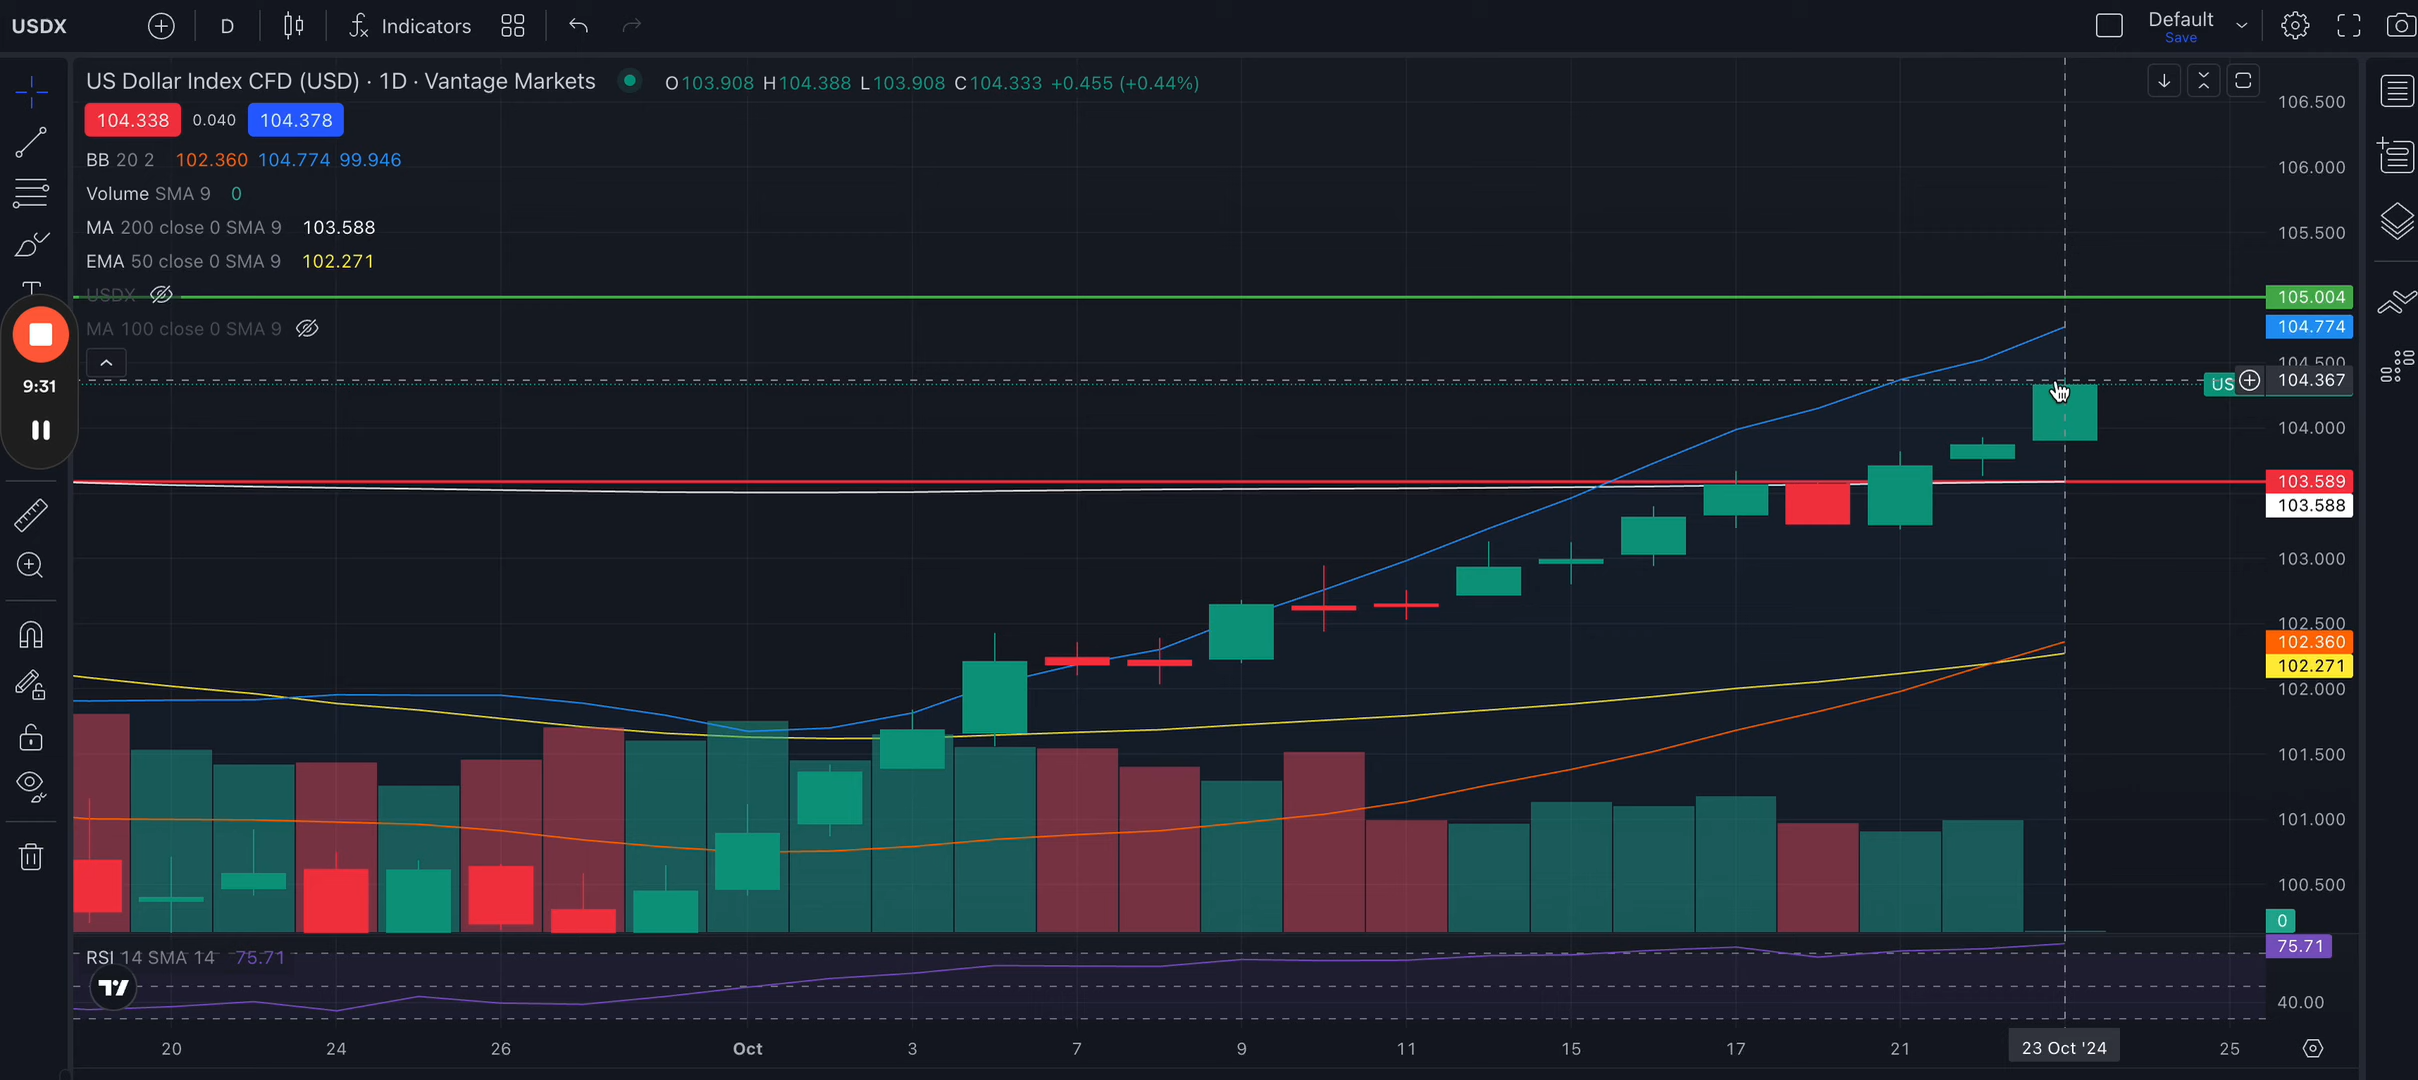 USDX
D
Indicators
Default
Save
US Dollar Index CFD (USD) · 1D · Vantage Markets
O103.908 H104.388 L103.908 C104.333 +0.455 (+0.44%)
104.338 0.040 104.378
BB 20 2 102.360 104.774 99.946
Volume SMA 9 0
MA 200 close 0 SMA 9 103.588
EMA 50 close 0 SMA 9 102.271
USDX
MA 100 close 0 SMA 9
T
9:31
106.500
106.000
105.500
105.004
104.774
104.500
US
104.367
104.000
103.589
103.588
103.000
102.500
102.360
102.271
102.000
101.500
101.000
100.500
0
RSI 14 SMA 14 75.71
75.71
40.00
20 24 26 Oct 3 7 9 11 15 17 21 23 Oct '24 25